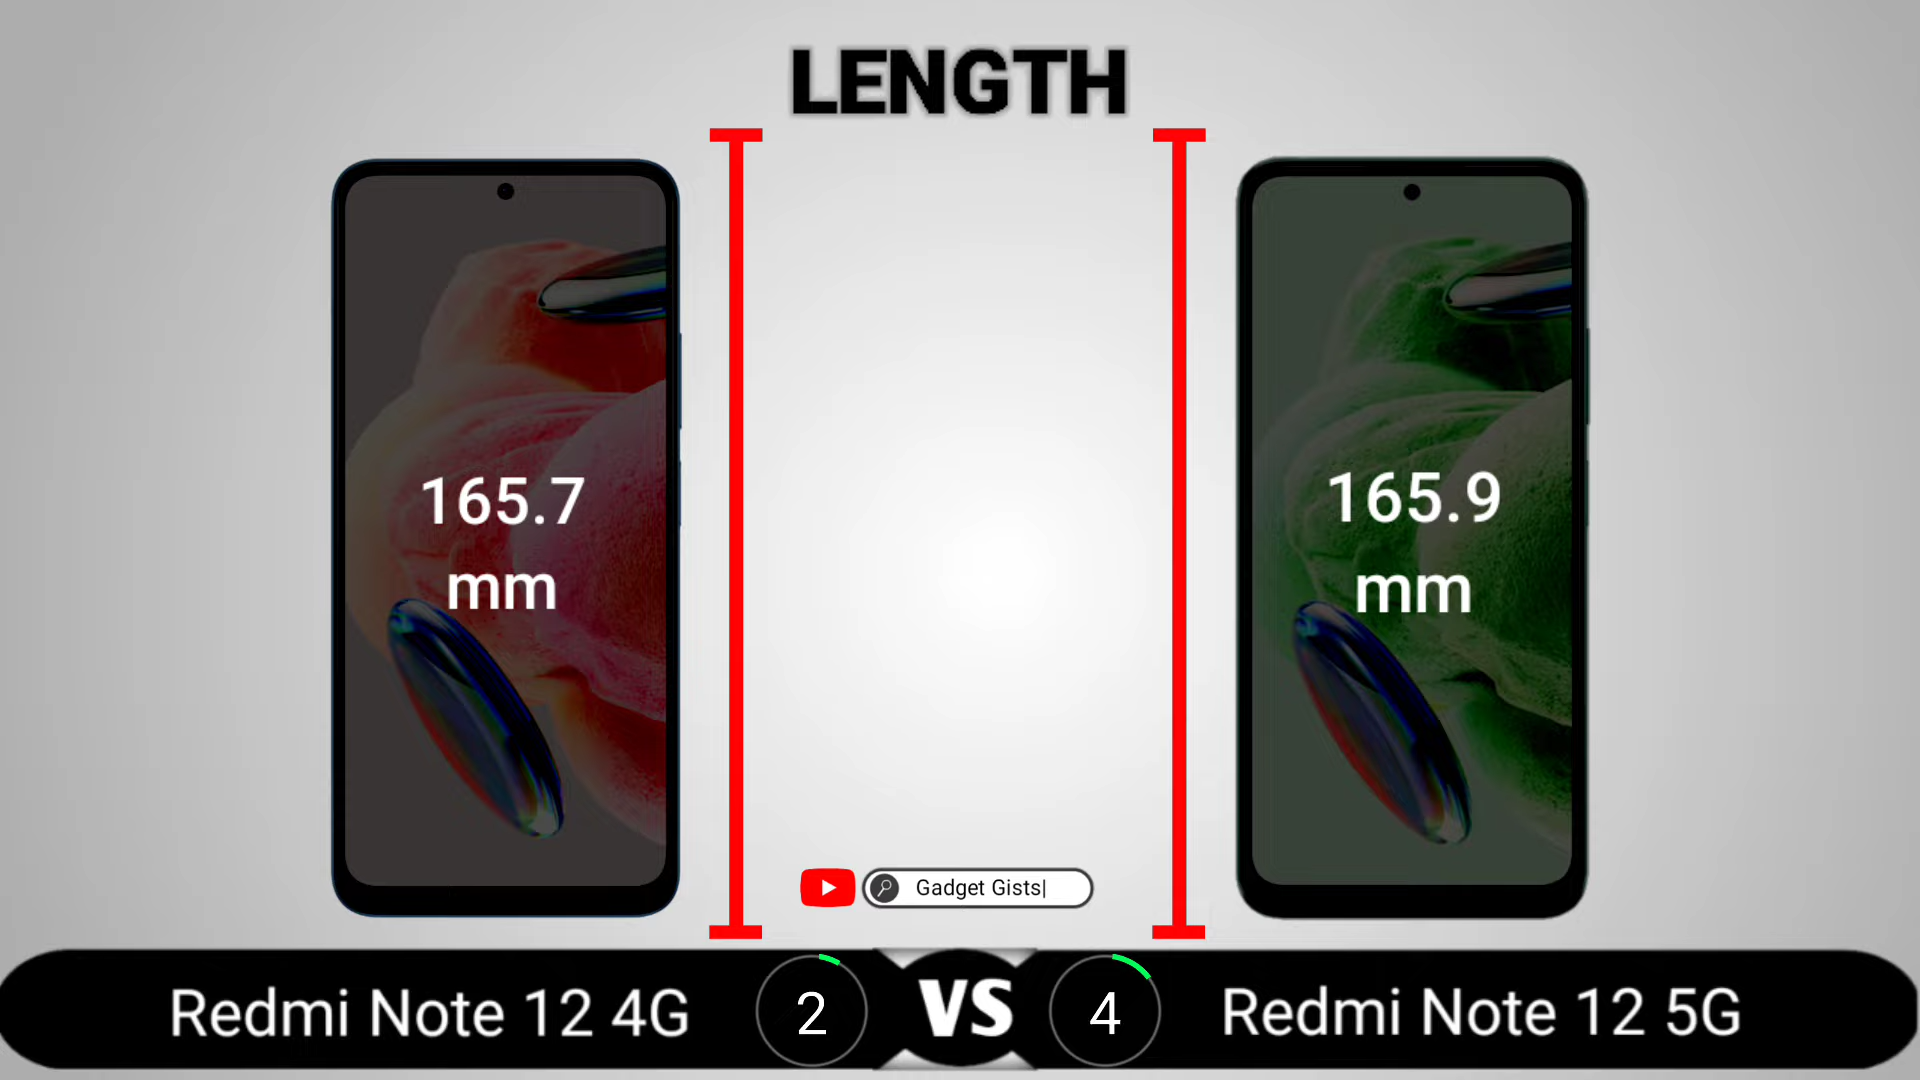 LENGTH
165.7
mm
165.9
mm
Gadget Gists|
Redmi Note 12 4G
2
VS
4
Redmi Note 12 5G